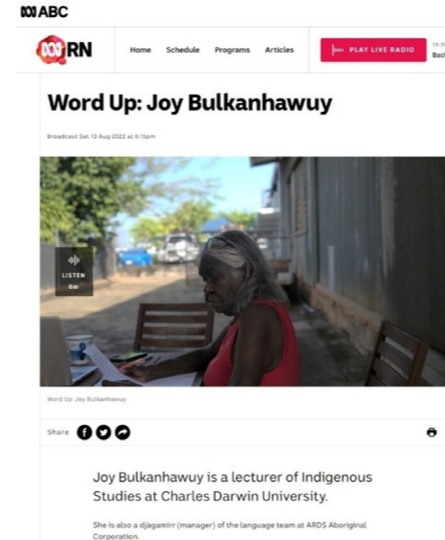 ABC
ABC RN
Home Schedule Programs Articles
PLAY LIVE RADIO
Word Up: Joy Bulkanhawuy
Broadcast Sat 13 Aug 2022 at 6:15pm
LISTEN
6m
Word Up: Joy Bulkanhawuy
Share
Joy Bulkanhawuy is a lecturer of Indigenous
Studies at Charles Darwin University.
She is also a djägamirr (manager) of the language team at ARDS Aboriginal
Corporation.